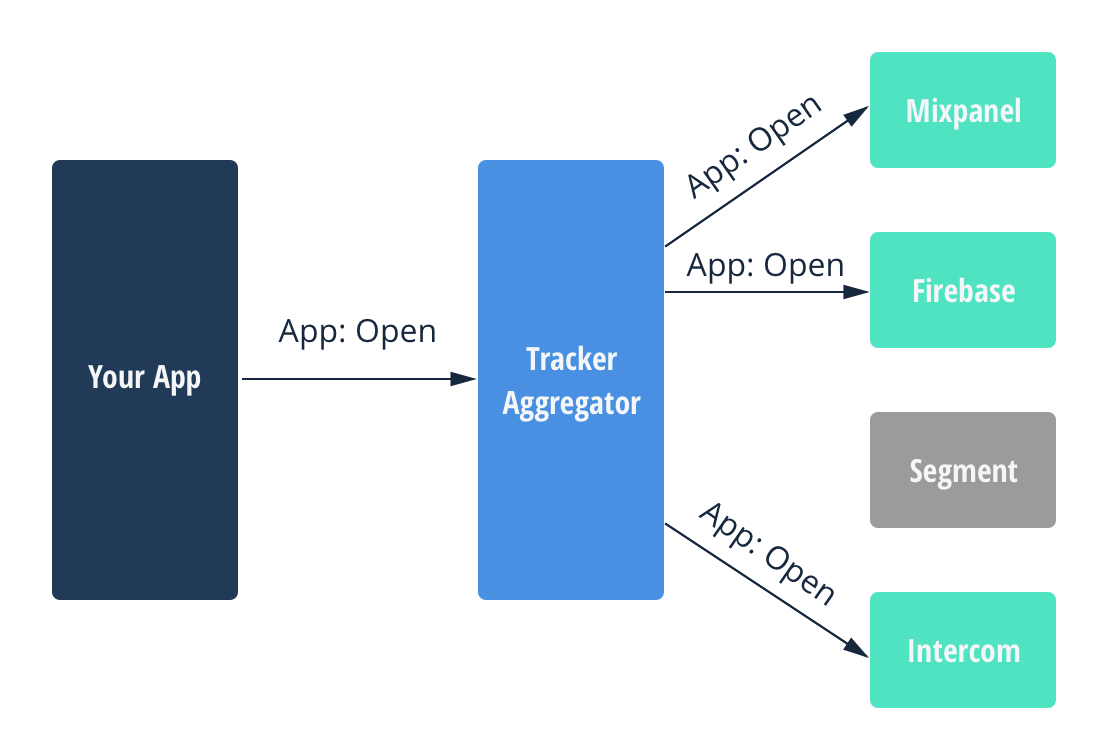 Your App
App: Open
Tracker
Aggregator
App: Open
Mixpanel
App: Open
Firebase
Segment
App: Open
Intercom